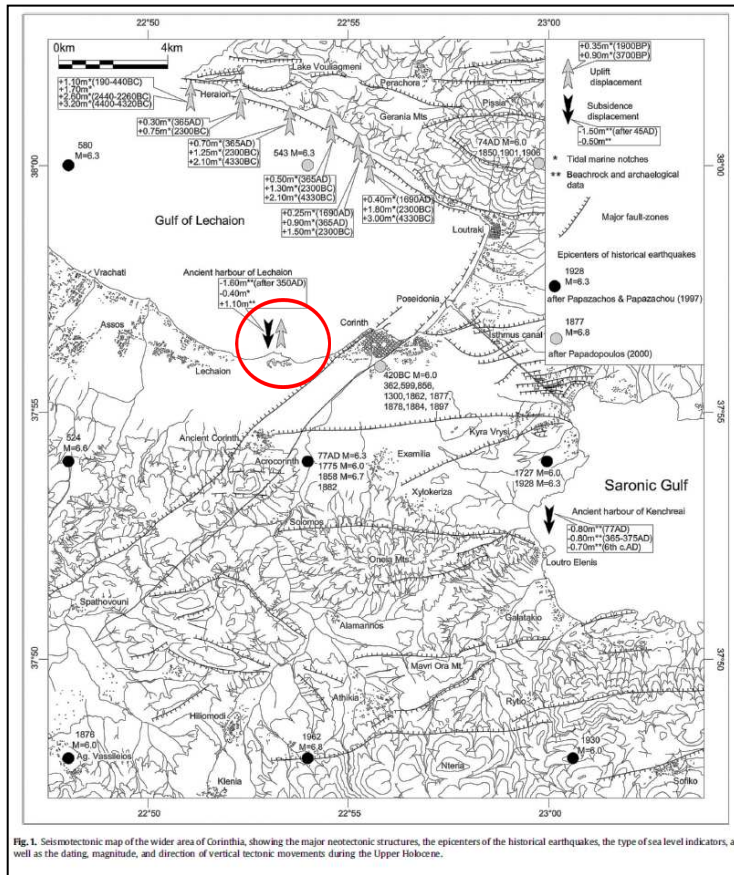 22°50
22°55
23°00
0km 4km
Lake Vouliagmeni
Perachora
Heraion
Pissia
Gerania Mts
+1.10m*(190-440BC)
+1.70m*
+2.60m*(2440-2260BC)
+3.20m*(4400-4320BC)
+0.30m*(365AD)
+0.75m*(2300BC)
+0.70m*(365AD)
+1.25m*(2300BC)
+2.10m*(4330BC)
580
M=6.3
543 M=6.3
74AD M=6.0
1850,1901,1906
+0.50m*(365AD)
+1.30m*(2300BC)
+2.10m*(4330BC)
+0.25m*(1690AD)
+0.90m*(365AD)
+1.50m*(2300BC)
+0.40m*(1690AD)
+1.60m*(2300BC)
+3.00m*(4330BC)
+0.35m*(1900BP)
+0.90m*(3700BP)
Uplift
displacement
Subsidence
displacement
-1.50m**(after 45AD)
-0.50m**
* Tidal marine notches
** Beachrock and archaelogical
data
Major fault-zones
Epicenters of historical earthquakes
1928
M=6.3
after Papazachos & Papazachou (1997)
1877
M=6.8
after Papadopoulos (2000)
38°00
38°00
Gulf of Lechaion
Loutraki
Vrachati
Ancient harbour of Lechaion
-1.60m**(after 350AD)
-0.40m*
+1.10m**
Poseidonia
Assos
Corinth
Isthmus canal
Lechaion
420BC M=6.0
362,599,856,
1300,1862, 1877,
1878,1884, 1897
37°55
37°55
524
M=6.6
Ancient Corinth
Kyra Vrysi
Acrocorinth
77AD M=6.3
1775 M=6.0
1858 M=6.7
1882
Examilia
Xylokeriza
1727 M=6.0
1928 M=6.3
Saronic Gulf
Solomos
Ancient harbour of Kenchreai
-0.80m**(77AD)
-0.80m**(365-375AD)
-0.70m**(6th c.AD)
Oneia Mts
Loutro Elenis
Spathovouni
Alamannos
Galatakio
37°50
37°50
Mavri Ora Mt
Athikia
Rytio
Hiliomodi
1876
M=6.0
Ag. Vassileios
1962
M=6.8
1930
M=6.0
Klenia
Nteria
Sofiko
22°50
22°55
23°00
Fig. 1. Seismotectonic map of the wider area of Corinthia, showing the major neotectonic structures, the epicenters of the historical earthquakes, the type of sea level indicators, a
well as the dating, magnitude, and direction of vertical tectonic movements during the Upper Holocene.